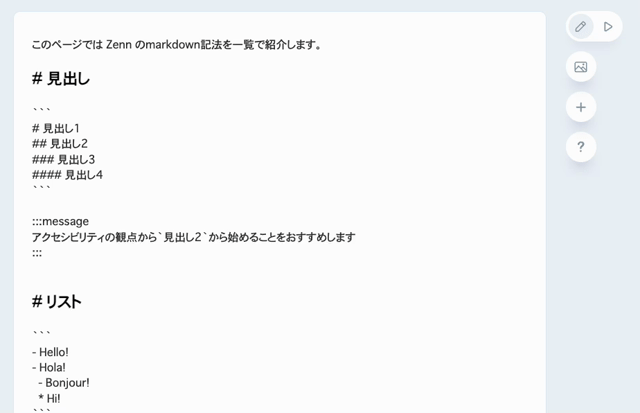 このページでは Zenn のmarkdown記法を一覧で紹介します。
# 見出し
```
# 見出し1
## 見出し2
### 見出し3
#### 見出し4
```
:::message
アクセシビリティの観点から`見出し2`から始めることをおすすめします
:::
# リスト
```
- Hello!
- Hola!
  - Bonjour!
  * Hi!
```
?